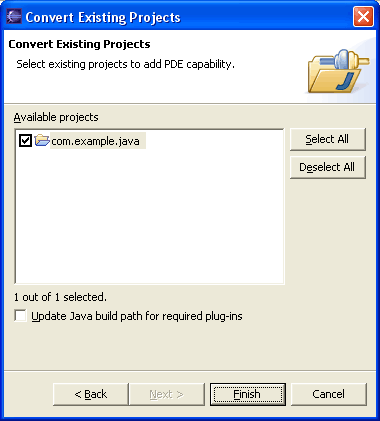 Convert Existing Projects
Convert Existing Projects
Select existing projects to add PDE capability.
Available projects
com.example.java
Select All
Deselect All
1 out of 1 selected.
Update Java build path for required plug-ins
< Back
Next >
Finish
Cancel